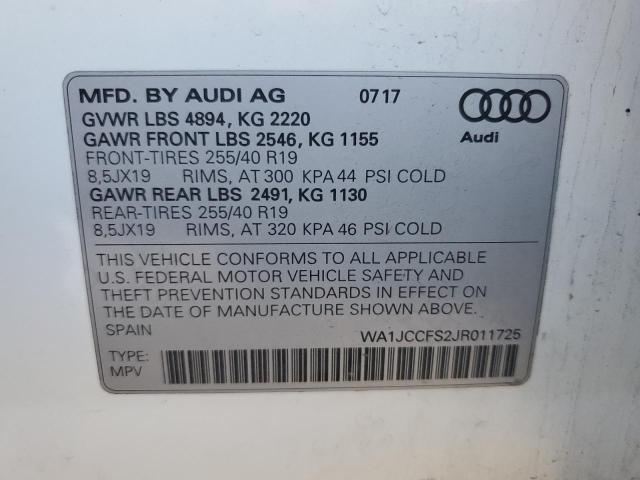 MFD. BY AUDI AG 0717
GVWR LBS 4894, KG 2220
GAWR FRONT LBS 2546, KG 1155
FRONT-TIRES 255/40 R19
8,5JX19 RIMS, AT 300 KPA 44 PSI COLD
GAWR REAR LBS 2491, KG 1130
REAR-TIRES 255/40 R19
8,5JX19 RIMS, AT 320 KPA 46 PSI COLD
Audi
THIS VEHICLE CONFORMS TO ALL APPLICABLE
U.S. FEDERAL MOTOR VEHICLE SAFETY AND
THEFT PREVENTION STANDARDS IN EFFECT ON
THE DATE OF MANUFACTURE SHOWN ABOVE.
SPAIN WA1JCCFS2JR011725
TYPE:
MPV